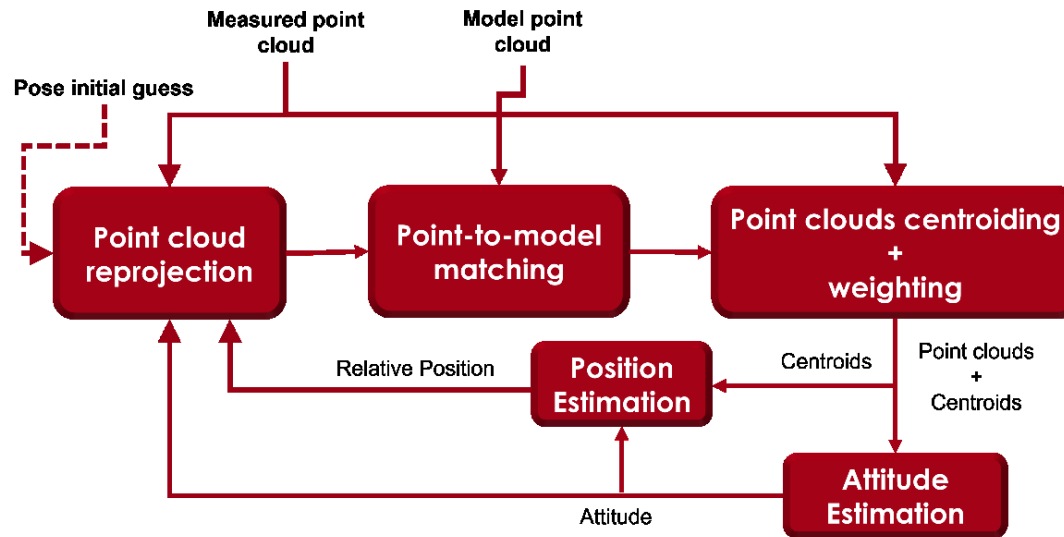 Measured point
cloud
Model point
cloud
Pose initial guess
Point cloud
reprojection
Point-to-model
matching
Point clouds centroiding
+
weighting
Relative Position
Position
Estimation
Centroids
Point clouds
+
Centroids
Attitude
Attitude
Estimation